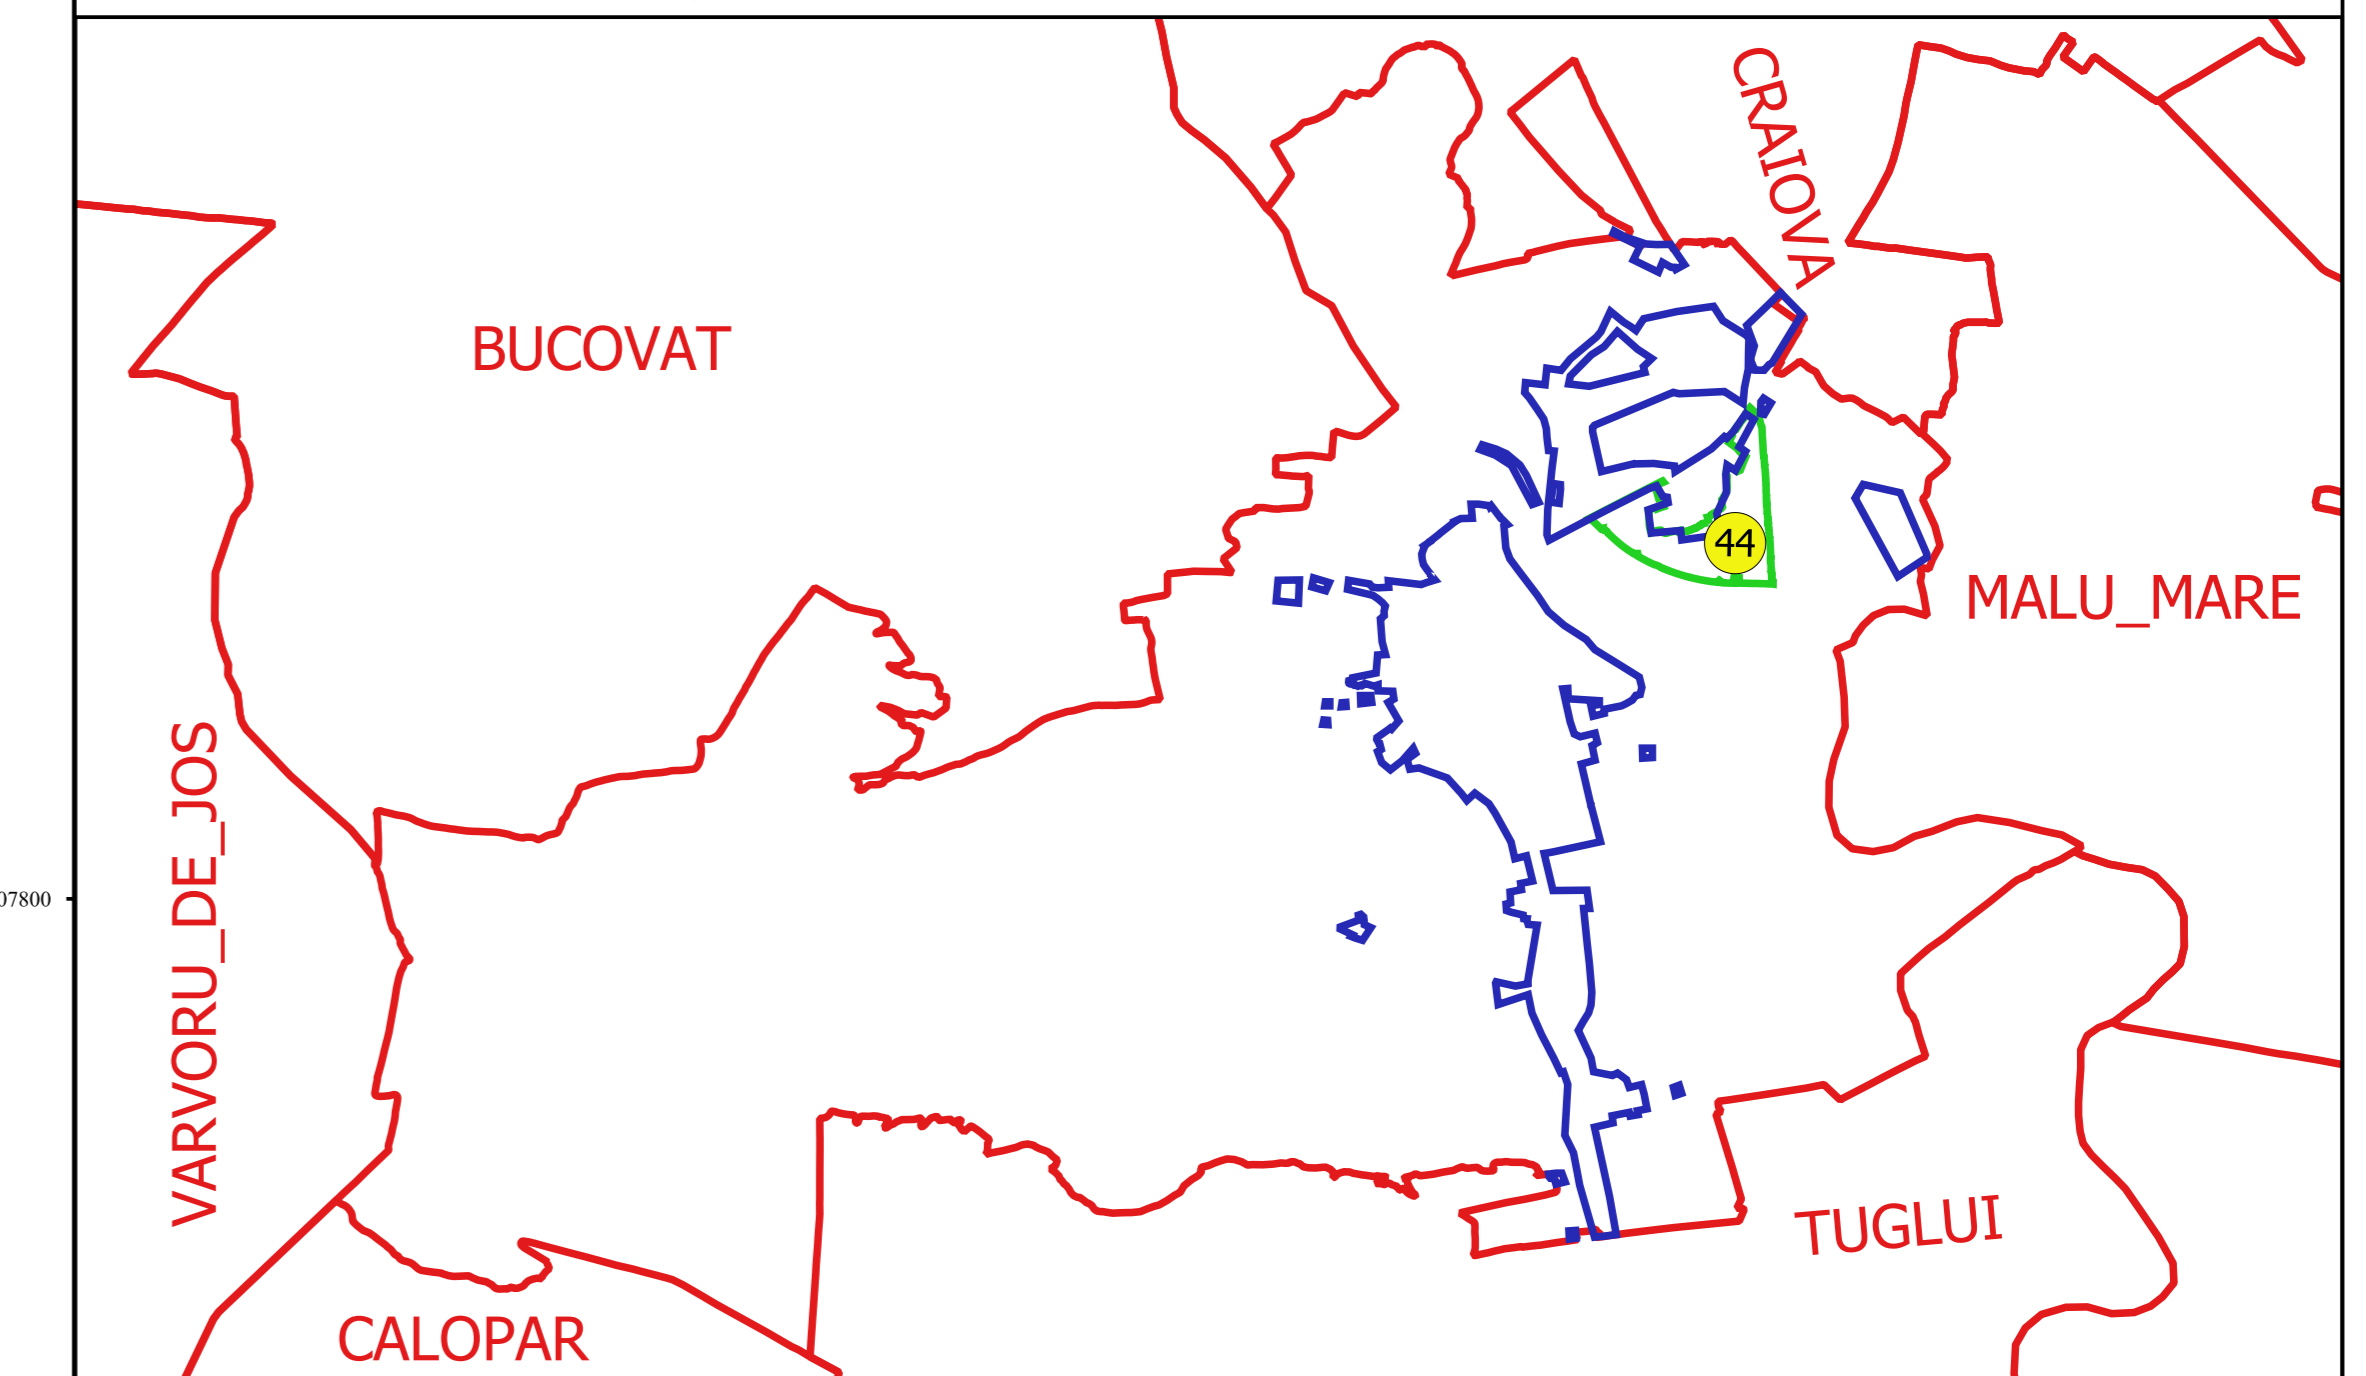 CRAIOVA
BUCOVAT
44
MALU_MARE
VARVORU_DE_JOS
07800
TUGLUI
CALOPAR